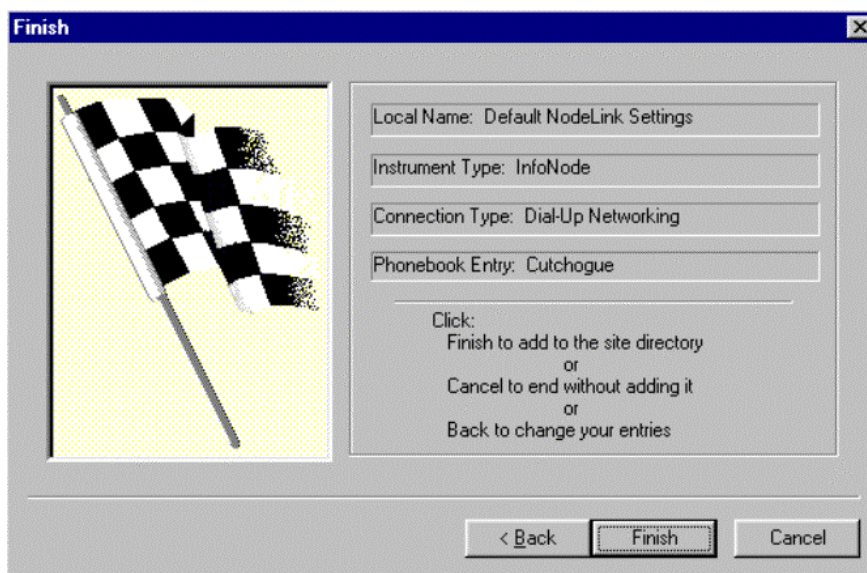 Finish
Local Name: Default NodeLink Settings
Instrument Type: InfoNode
Connection Type: Dial-Up Networking
Phonebook Entry: Cutchogue
Click:
Finish to add to the site directory
or
Cancel to end without adding it
or
Back to change your entries
< Back
Finish
Cancel